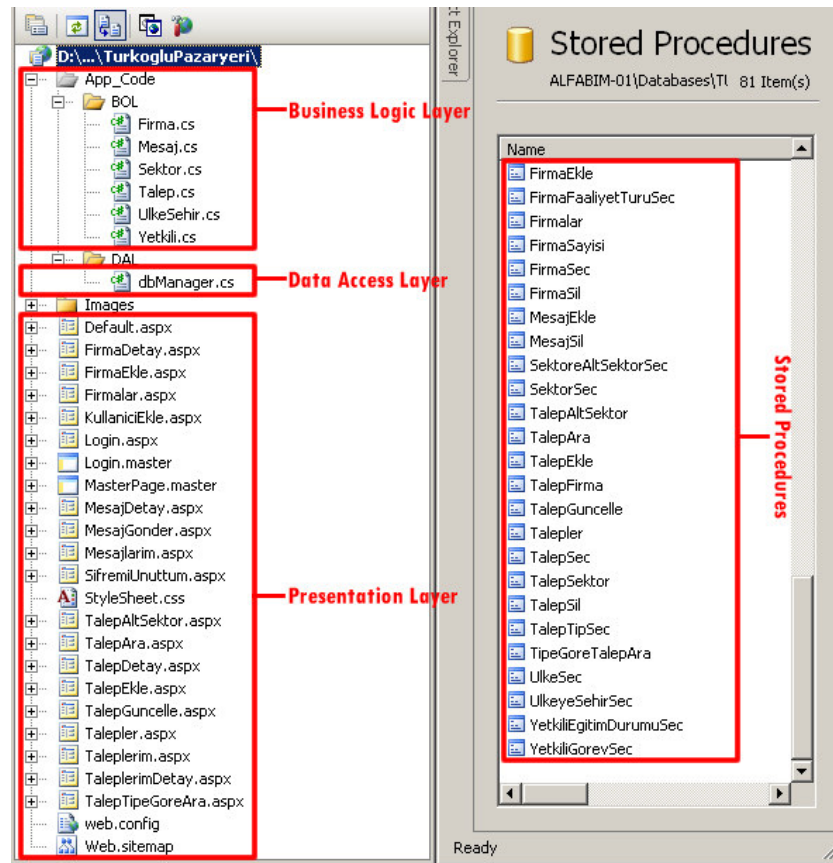 D:\...\TurkogluPazaryeri\
App_Code
BOL
Firma.cs
Mesaj.cs
Sektor.cs
Talep.cs
UlkeSehir.cs
Yetkili.cs
Business Logic Layer
DAL
dbManager.cs
Data Access Layer
Images
Default.aspx
FirmaDetay.aspx
FirmaEkle.aspx
Firmalar.aspx
KullaniciEkle.aspx
Login.aspx
Login.master
MasterPage.master
MesajDetay.aspx
MesajGonder.aspx
Mesajlarim.aspx
SifremiUnuttum.aspx
StyleSheet.css
TalepAltSektor.aspx
TalepAra.aspx
TalepDetay.aspx
TalepEkle.aspx
TalepGuncelle.aspx
Talepler.aspx
Taleplerim.aspx
TaleplerimDetay.aspx
TalepTipeGoreAra.aspx
web.config
Web.sitemap
Presentation Layer
ct Explorer
Stored Procedures
ALFABIM-01\Databases\TU 81 Item(s)
Name
FirmaEkle
FirmaFaaliyetTuruSec
Firmalar
FirmaSayisi
FirmaSec
FirmaSil
MesajEkle
MesajSil
SektoreAltSektorSec
SektorSec
TalepAltSektor
TalepAra
TalepEkle
TalepFirma
TalepGuncelle
Talepler
TalepSec
TalepSektor
TalepSil
TalepTipSec
TipeGoreTalepAra
UlkeSec
UlkeyeSehirSec
YetkiliEgitimDurumuSec
YetkiliGorevSec
Stored Procedures
Ready